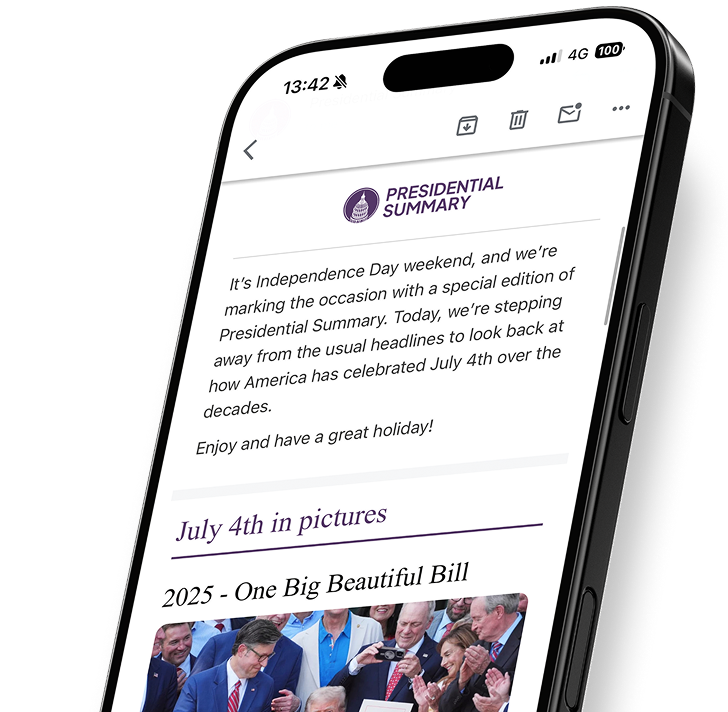 13:42
4G
100
PRESIDENTIAL
SUMMARY
It's Independence Day weekend, and we're
marking the occasion with a special edition of
Presidential Summary. Today, we're stepping
away from the usual headlines to look back at
how America has celebrated July 4th over the
decades.
Enjoy and have a great holiday!
July 4th in pictures
2025 - One Big Beautiful Bill